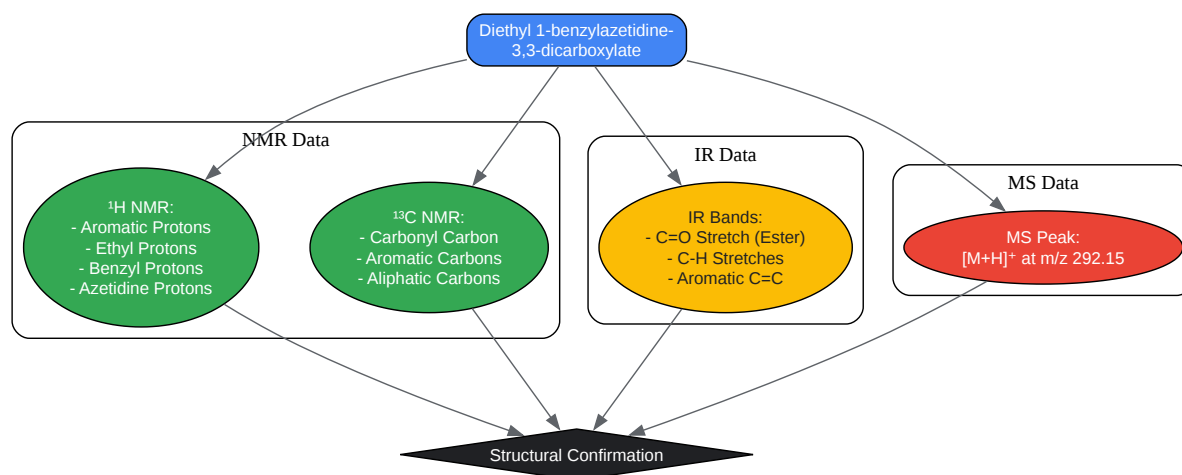 Diethyl 1-benzylazetidine-
3,3-dicarboxylate
NMR Data
¹H NMR:
- Aromatic Protons
- Ethyl Protons
- Benzyl Protons
- Azetidine Protons
¹³C NMR:
- Carbonyl Carbon
- Aromatic Carbons
- Aliphatic Carbons
IR Data
IR Bands:
- C=O Stretch (Ester)
- C-H Stretches
- Aromatic C=C
MS Data
MS Peak:
[M+H]⁺ at m/z 292.15
Structural Confirmation